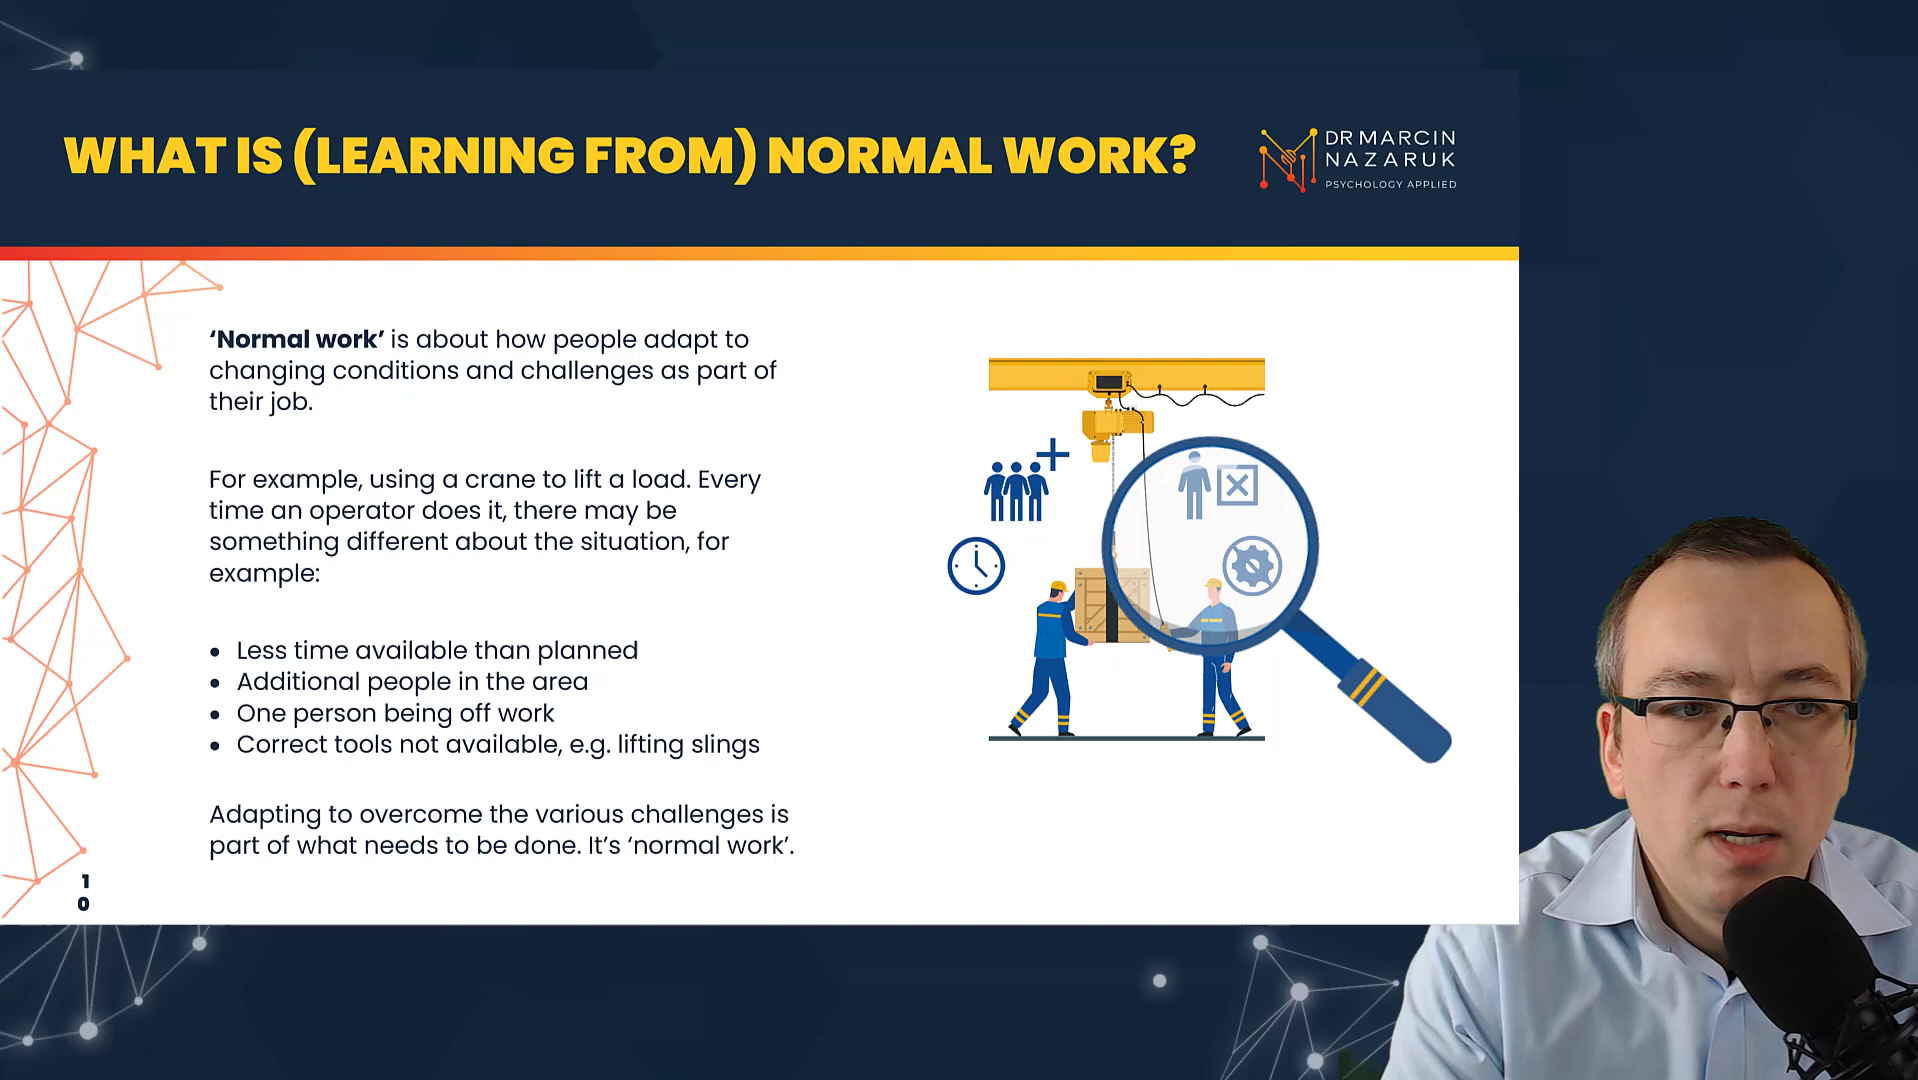 WHAT IS (LEARNING FROM) NORMAL WORK?
DR MARCIN
NAZARUK
PSYCHOLOGY APPLIED
‘Normal work’ is about how people adapt to
changing conditions and challenges as part of
their job.
For example, using a crane to lift a load. Every
time an operator does it, there may be
something different about the situation, for
example:
• Less time available than planned
• Additional people in the area
• One person being off work
• Correct tools not available, e.g. lifting slings
Adapting to overcome the various challenges is
part of what needs to be done. It’s ‘normal work’.
1
0